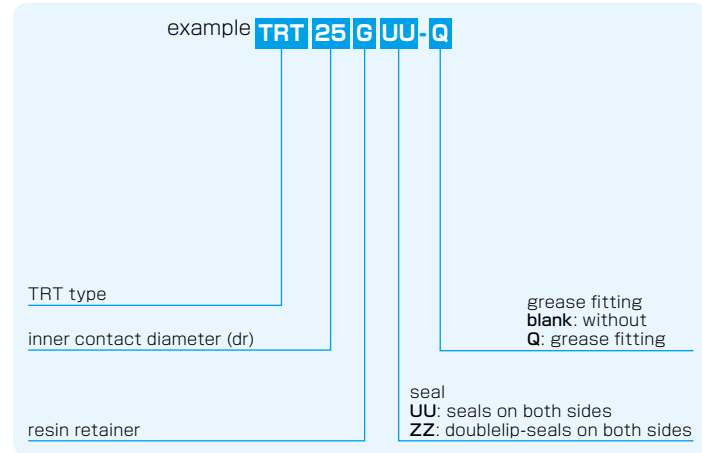 example TRT 25 G UU-Q
TRT type
inner contact diameter (dr)
resin retainer
grease fitting
blank: without
Q: grease fitting
seal
UU: seals on both sides
ZZ: doublelip-seals on both sides